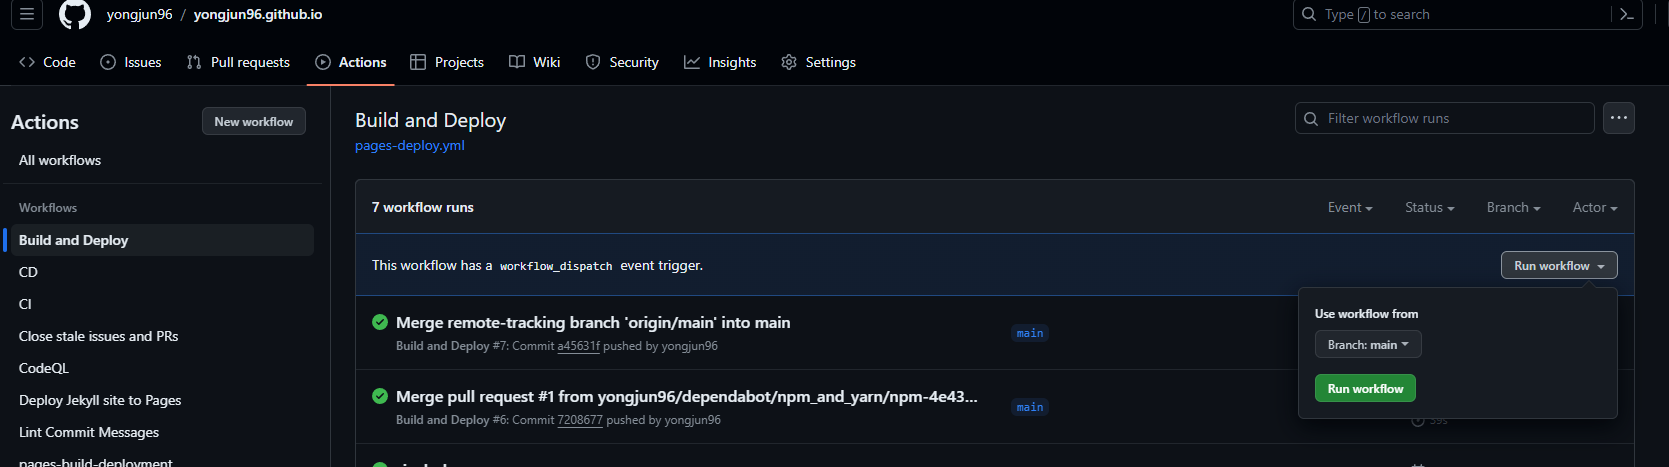 yongjun96 / yongjun96.github.io
Type / to search
Code Issues Pull requests Actions Projects Wiki Security Insights Settings
Actions
New workflow
All workflows
Workflows
Build and Deploy
CD
CI
Close stale issues and PRs
CodeQL
Deploy Jekyll site to Pages
Lint Commit Messages
pages-build-deployment
Build and Deploy
pages-deploy.yml
Filter workflow runs
7 workflow runs
Event Status Branch Actor
This workflow has a workflow_dispatch event trigger.
Run workflow
Use workflow from
Branch: main
Run workflow
Merge remote-tracking branch 'origin/main' into main
Build and Deploy #7: Commit a45631f pushed by yongjun96
main
Merge pull request #1 from yongjun96/dependabot/npm_and_yarn/npm-4e43...
Build and Deploy #6: Commit 7208677 pushed by yongjun96
main
39s